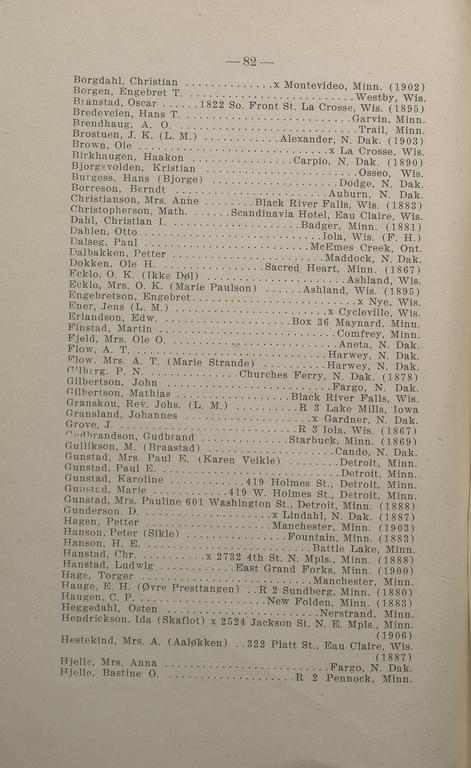 — 82 —
Borgdahl, Christian .............x Montevideo, Minn. (1902)
Borgen, Engebret T. .........................Westby, Wis.
Branstad, Oscar ......1822 So. Front St. La Crosse, Wis. (1895)
Bredeveien, Hans T. .........................Garvin, Minn.
Brendhaug, A. O. ...........................Trail, Minn.
Brostuen, J. K. (L. M.) ...........Alexander, N. Dak. (1903)
Brown, Ole .............................x La Crosse, Wis.
Birkhaugen, Haakon ...............Carpio, N. Dak. (1890)
Bjorgevolden, Kristian ........................Osseo, Wis.
Burgess, Hans (Bjorge) .....................Dodge, N. Dak.
Borreson, Berndt .........................Auburn, N. Dak.
Christianson, Mrs. Anne ........Black River Falls, Wis. (1883)
Christopherson, Math. ......Scandinavia Hotel, Eau Claire, Wis.
Dahl, Christian I. ....................Badger, Minn. (1881)
Dahlen, Otto ...........................Iola, Wis. (F. H.)
Dalseg, Paul ..........................McEmes Creek, Ont.
Dalbakken, Petter ........................Maddock, N. Dak.
Dokken, Ole H. ...............Sacred Heart, Minn. (1867)
Ecklo, O. K. (Ikke Døl) ......................Ashland, Wis.
Ecklo, Mrs. O. K. (Marie Paulson) ......Ashland, Wis. (1895)
Engebretson, Engebret.........................x Nye, Wis.
Ener, Jens (L. M.) .......................x Cycleville, Wis.
Erlandson, Edw. ....................Box 36 Maynard, Minn.
Finstad, Martin .......................Comfrey, Minn.
Fjeld, Mrs. Ole O. .......................Aneta, N. Dak.
Flow, A. T. .............................Harwey, N. Dak.
Flow, Mrs. A. T. (Marie Strande) ..........Harwey, N. Dak.
Gilberg, P. N. ...............Churches Ferry, N. Dak. (1878)
Gilbertson, John ...........................Fargo, N. Dak.
Gilbertson, Mathias ..................Black River Falls, Wis.
Granskou, Rev. Johs. (L. M.) .............R 3 Lake Mills, Iowa
Gransland, Johannes ....................x Gardner, N. Dak.
Grove, J. ............................R 3 Iola, Wis. (1867)
Gudbrandson, Gudbrand ..............Starbuck, Minn. (1869)
Gullikson, M. (Braastad) .....................Cando, N. Dak.
Gunstad, Mrs. Paul E. (Karen Veikle) ........Detroit, Minn.
Gunstad, Paul E. ............................Detroit, Minn.
Gunstad, Karoline .............419 Holmes St., Detroit, Minn.
Gunstad, Marie ............419 W. Holmes St., Detroit, Minn.
Gunstad, Mrs. Pauline 601 Washington St., Detroit, Minn. (1888)
Gunderson, D. ....................x Lindahl, N. Dak. (1887)
Hagen, Petter ....................Manchester, Minn. (1903)
Hanson, Peter (Sikle) ................Fountain, Minn. (1883)
Hanson, H. E. .........................Battle Lake, Minn.
Hanstad, Chr. ..........x 2732 4th St. N. Mpls., Minn. (1888)
Hanstad, Ludwig ............East Grand Forks, Minn. (1900)
Hage, Torger ...........................Manchester, Minn.
Hauge, E. H. (Øvre Presttangen) ..R 2 Sundberg, Minn. (1880)
Haugen, C. P. ....................New Folden, Minn. (1883)
Heggedahl, Osten .........................Nerstrand, Minn.
Hendrickson, Ida (Skaflot) x 2524 Jackson St. N. E. Mpls., Minn.
(1906)
Hestekind, Mrs. A. (Aaløkken) ..322 Platt St., Eau Claire, Wis.
(1887)
Hjelle, Mrs. Anna .........................Fargo, N. Dak.
Hjelle, Bastine O. ...................R 2 Pennock, Minn.